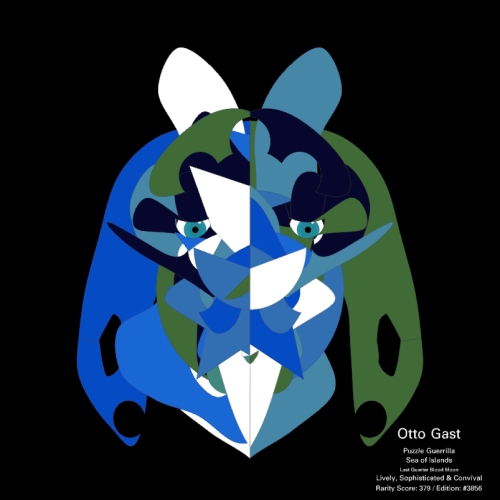 Otto Gast
Puzzle Guerrilla
Sea of Islands
Last Quarter Blood Moon
Lively, Sophisticated & Convival
Rarity Score: 379 / Edition: #3856